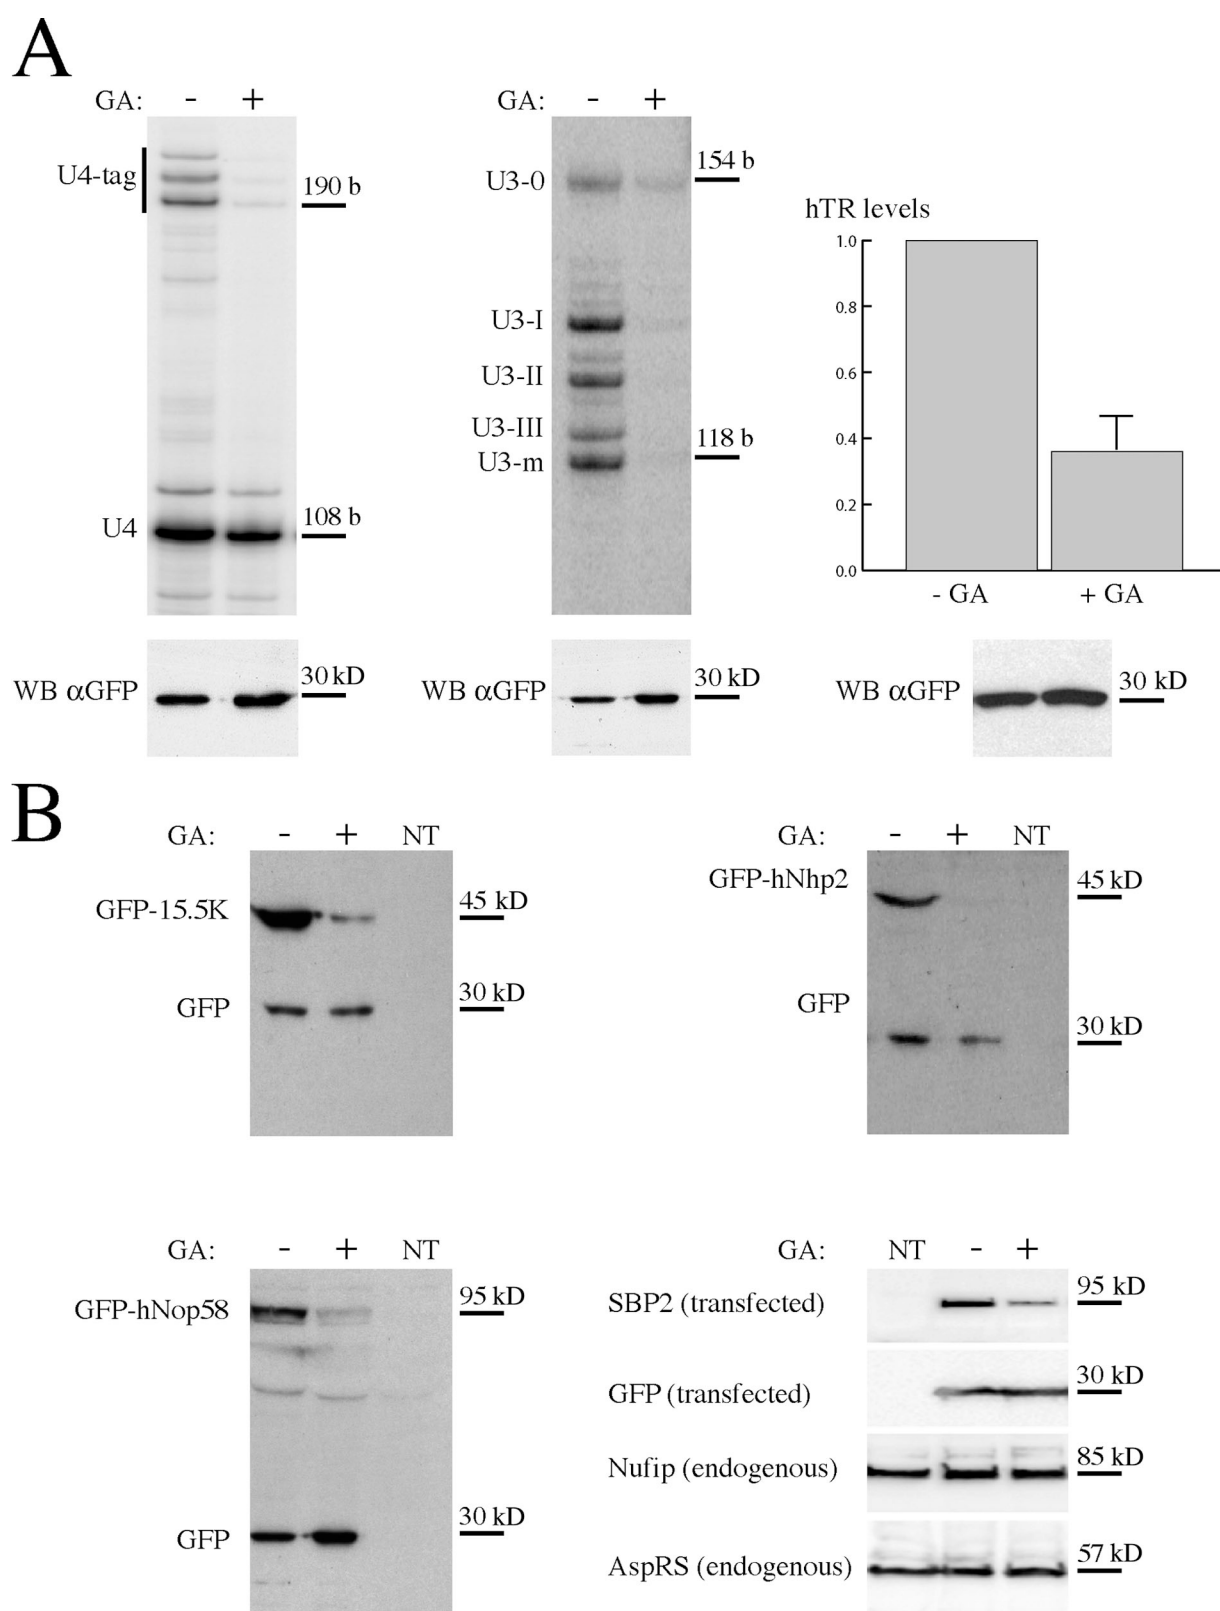 A
GA: - +
U4-tag
190 b
U4
108 b
WB αGFP
30 kD
GA: - +
U3-0
154 b
U3-I
U3-II
U3-III
U3-m
118 b
WB αGFP
30 kD
hTR levels
1.0
0.8
0.6
0.4
0.2
0.0
- GA + GA
WB αGFP
30 kD
B
GA: - + NT
GFP-15.5K
45 kD
GFP
30 kD
GA: - + NT
GFP-hNhp2
45 kD
GFP
30 kD
GA: - + NT
GFP-hNop58
95 kD
GFP
30 kD
GA: NT - +
SBP2 (transfected)
95 kD
GFP (transfected)
30 kD
Nufip (endogenous)
85 kD
AspRS (endogenous)
57 kD